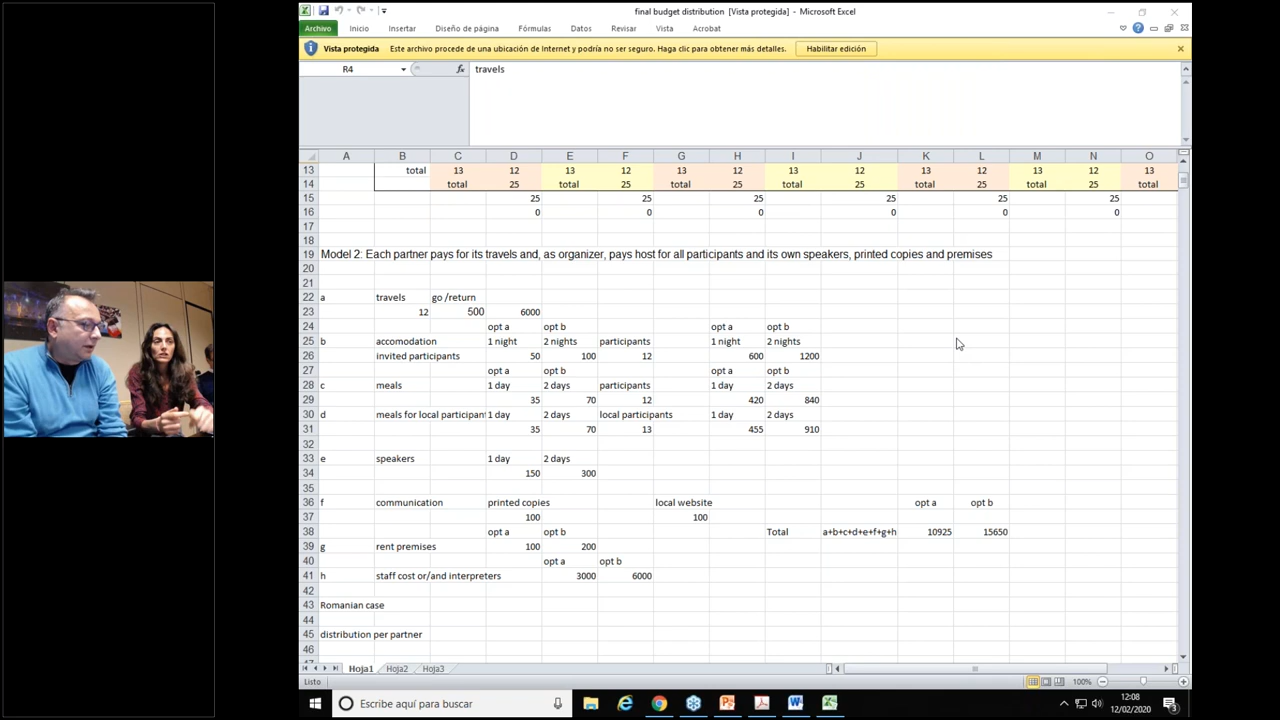 final budget distribution [Vista protegida] - Microsoft Excel
Archivo Inicio Insertar Diseño de página Fórmulas Datos Revisar Vista Acrobat
Vista protegida Este archivo procede de una ubicación de Internet y podría no ser seguro. Haga clic para obtener más detalles. Habilitar edición
R4 fx travels
A B C D E F G H I J K L M N O
13 total 13 12 13 12 13 12 13 12 13 12 13 12 13
14 total 25 total 25 total 25 total 25 total 25 total 25 total
15 25 25 25 25 25 25
16 0 0 0 0 0 0
17
18
19 Model 2: Each partner pays for its travels and, as organizer, pays host for all participants and its own speakers, printed copies and premises
20
21
22 a travels go /return
23 12 500 6000
24 opt a opt b opt a opt b
25 b accomodation 1 night 2 nights participants 1 night 2 nights
26 invited participants 50 100 12 600 1200
27 opt a opt b opt a opt b
28 c meals 1 day 2 days participants 1 day 2 days
29 35 70 12 420 840
30 d meals for local participant 1 day 2 days local participants 1 day 2 days
31 35 70 13 455 910
32
33 e speakers 1 day 2 days
34 150 300
35
36 f communication printed copies local website opt a opt b
37 100 100
38 opt a opt b Total a+b+c+d+e+f+g+h 10925 15650
39 g rent premises 100 200
40 opt a opt b
41 h staff cost or/and interpreters 3000 6000
42
43 Romanian case
44
45 distribution per partner
46
Hoja1 Hoja2 Hoja3
Listo 100%
Escribe aquí para buscar
12:08
12/02/2020
3